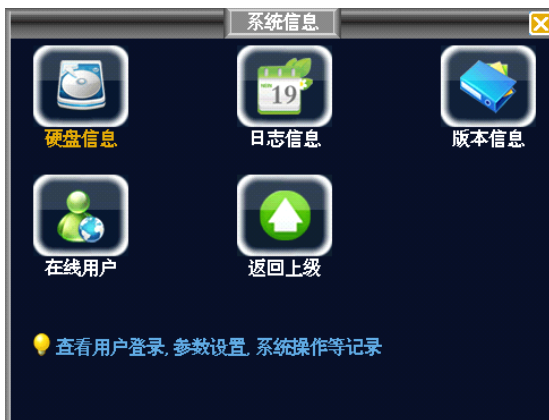 系统信息
19
硬盘信息
日志信息
版本信息
在线用户
返回上级
查看用户登录, 参数设置, 系统操作等记录